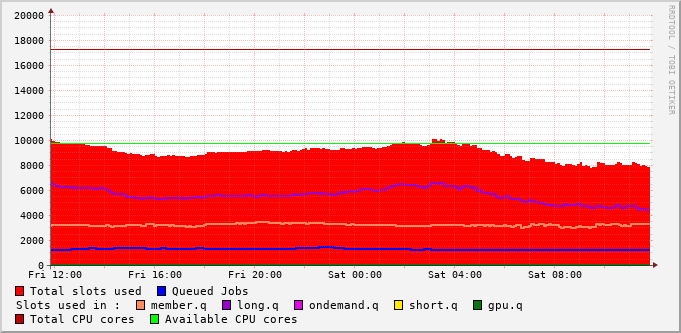 20000
18000
16000
14000
12000
10000
8000
6000
4000
2000
0
Fri 12:00 Fri 16:00 Fri 20:00 Sat 00:00 Sat 04:00 Sat 08:00
Total slots used Queued Jobs
Slots used in : member.q long.q ondemand.q short.q gpu.q
Total CPU cores Available CPU cores
RRDTOOL / TOBI OETIKER